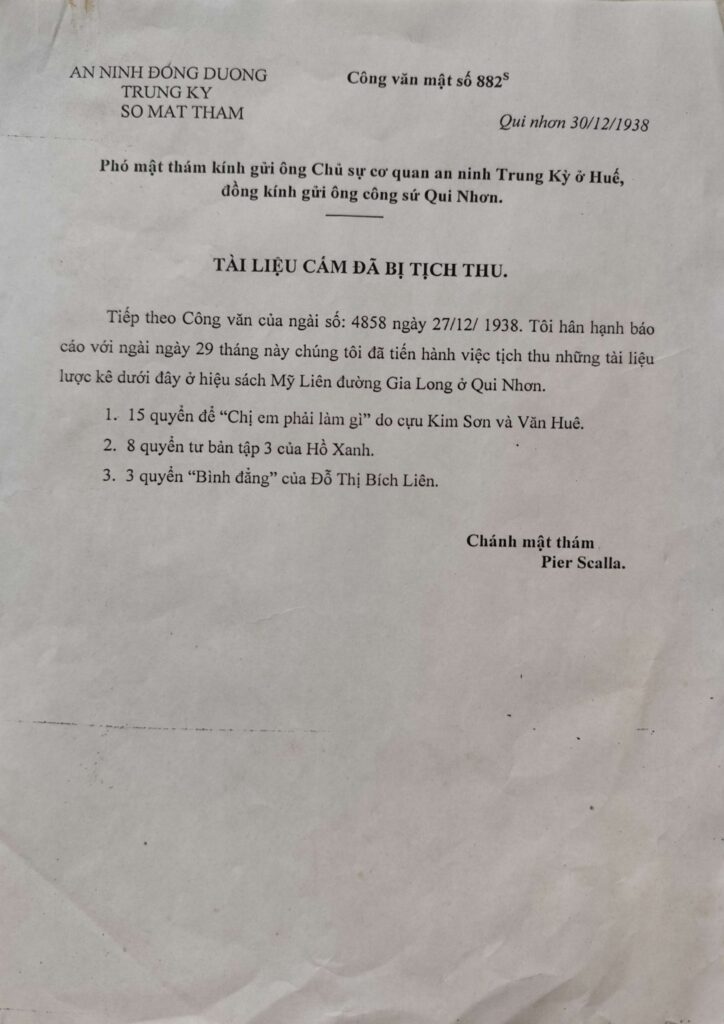 AN NINH ĐÔNG DUONG
TRUNG KY
SO MAT THAM
Công văn mật số 882S
Qui nhơn 30/12/1938
Phó mật thám kính gửi ông Chủ sự cơ quan an ninh Trung Kỳ ở Huế,
đồng kính gửi ông công sứ Qui Nhơn.
TÀI LIỆU CẤM ĐÃ BỊ TỊCH THU.
Tiếp theo Công văn của ngài số: 4858 ngày 27/12/ 1938. Tôi hân hạnh báo
cáo với ngài ngày 29 tháng này chúng tôi đã tiến hành việc tịch thu những tài liệu
lược kê dưới đây ở hiệu sách Mỹ Liên đường Gia Long ở Qui Nhơn.
1. 15 quyển để “Chị em phải làm gì” do cựu Kim Sơn và Văn Huê.
2. 8 quyển tư bản tập 3 của Hồ Xanh.
3. 3 quyển “Bình đẳng” của Đỗ Thị Bích Liên.
Chánh mật thám
Pier Scalla.